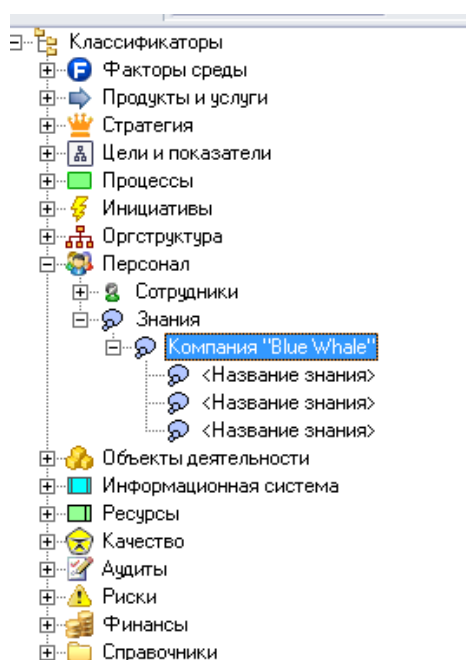 Классификаторы
Факторы среды
Продукты и услуги
Стратегия
Цели и показатели
Процессы
Инициативы
Оргструктура
Персонал
Сотрудники
Знания
Компания "Blue Whale"
<Название знания>
<Название знания>
<Название знания>
Объекты деятельности
Информационная система
Ресурсы
Качество
Аудиты
Риски
Финансы
Справочники